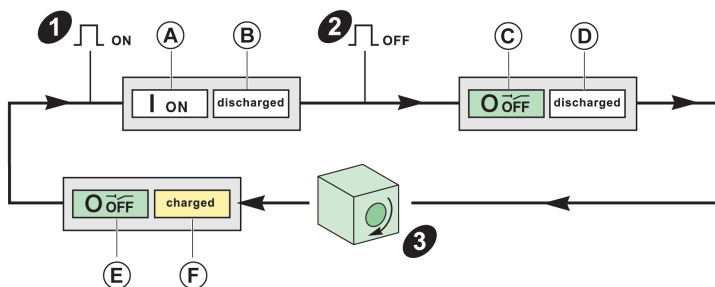 1 ON A B 2 OFF C D
I ON discharged O OFF discharged
O OFF charged
3
E F